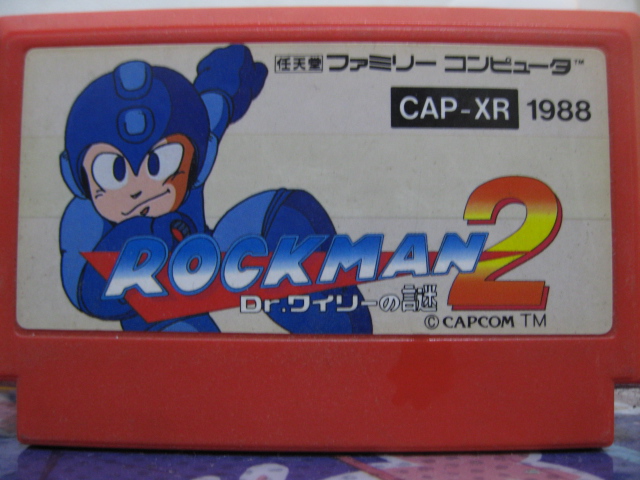 任天堂 ファミリー コンピュータ™
CAP-XR 1988
ROCKMAN 2
Dr.ワイリーの謎
©CAPCOM TM